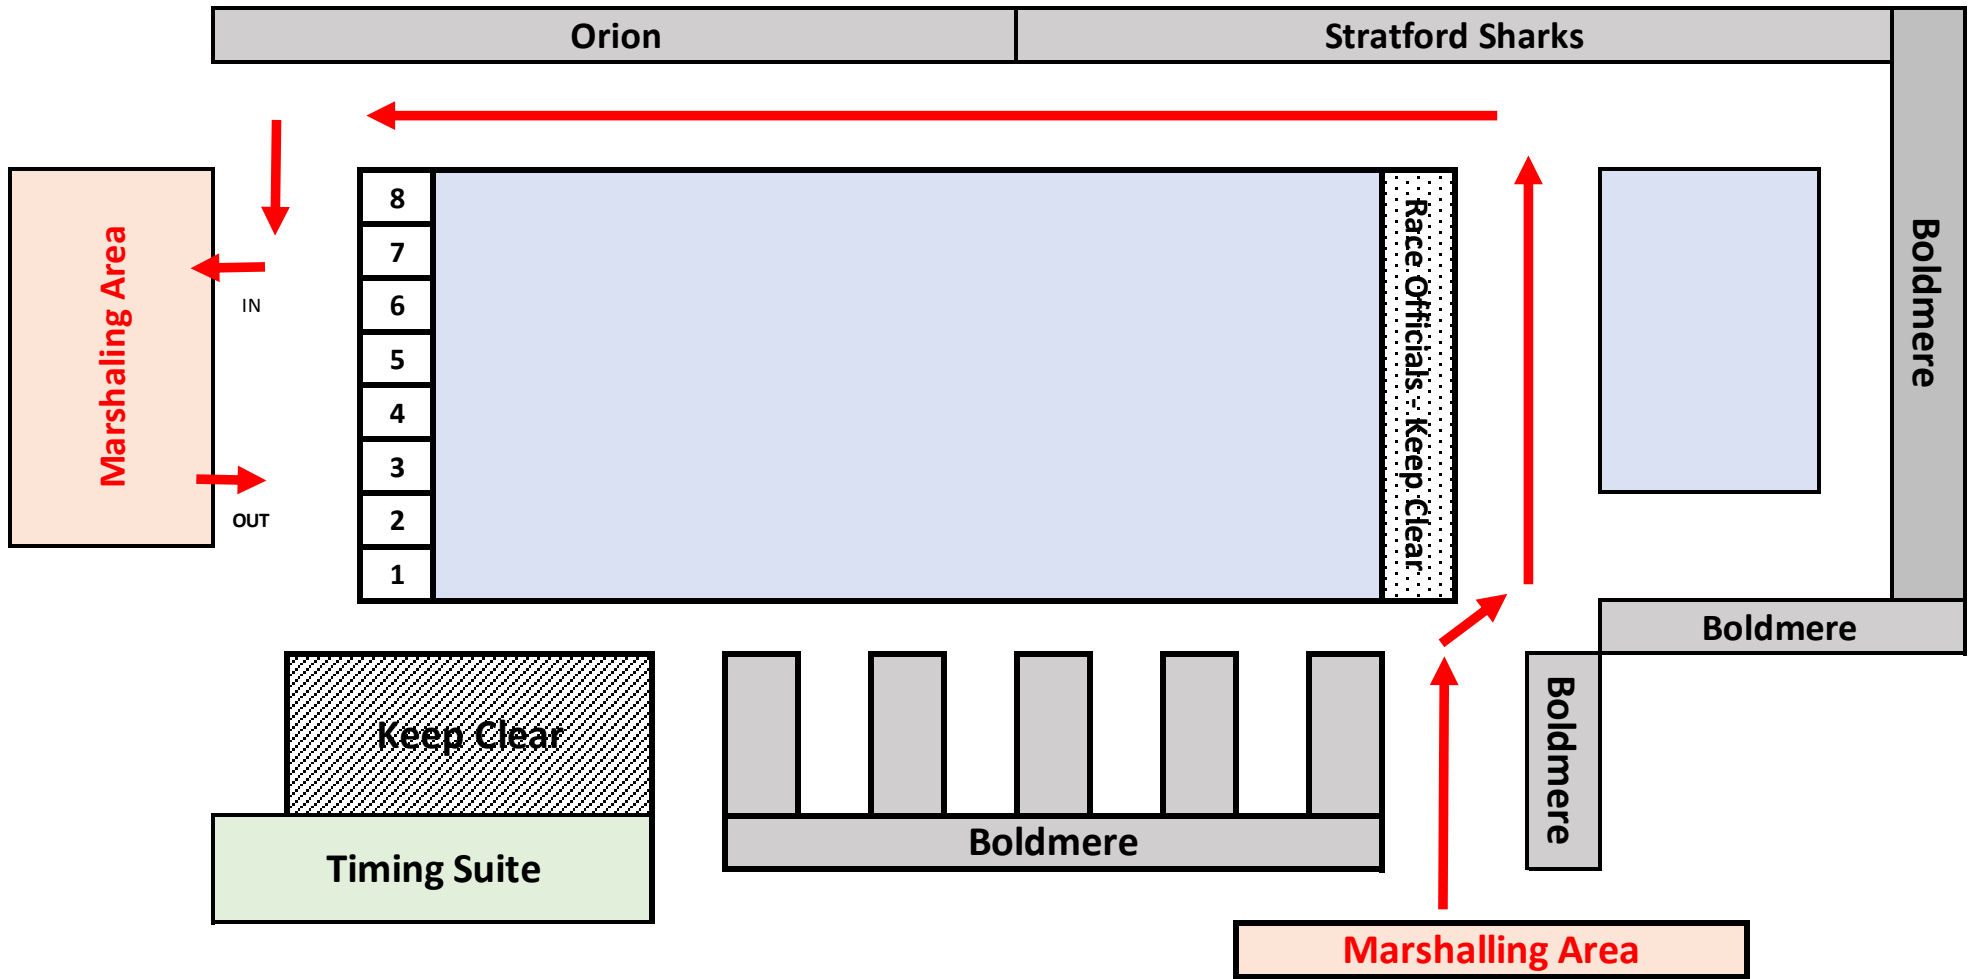 Orion
Stratford Sharks
Boldmere
Marshaling Area
IN
OUT
8
7
6
5
4
3
2
1
Race Officials - Keep Clear
Boldmere
Boldmere
Keep Clear
Timing Suite
Boldmere
Marshalling Area